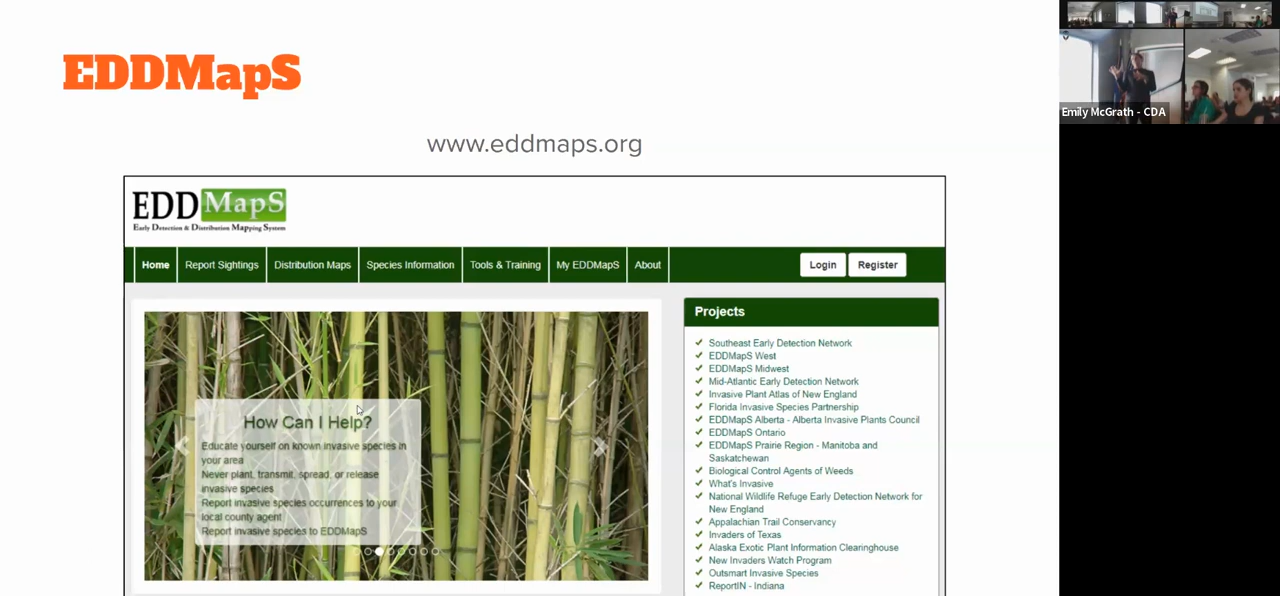 EDDMapS
www.eddmaps.org
EDDMapS
Early Detection & Distribution Mapping System
Home
Report Sightings
Distribution Maps
Species Information
Tools & Training
My EDDMapS
About
Login
Register
How Can I Help?
Educate yourself on known invasive species in
your area
Never plant, transmit, spread, or release
invasive species
Report invasive species occurrences to your
local county agent
Report invasive species to EDDMapS
Projects
Southeast Early Detection Network
EDDMapS West
EDDMapS Midwest
Mid-Atlantic Early Detection Network
Invasive Plant Atlas of New England
Florida Invasive Species Partnership
EDDMapS Alberta - Alberta Invasive Plants Council
EDDMapS Ontario
EDDMapS Prairie Region - Manitoba and
Saskatchewan
Biological Control Agents of Weeds
What's Invasive
National Wildlife Refuge Early Detection Network for
New England
Appalachian Trail Conservancy
Invaders of Texas
Alaska Exotic Plant Information Clearinghouse
New Invaders Watch Program
Outsmart Invasive Species
ReportIN - Indiana
Emily McGrath - CDA